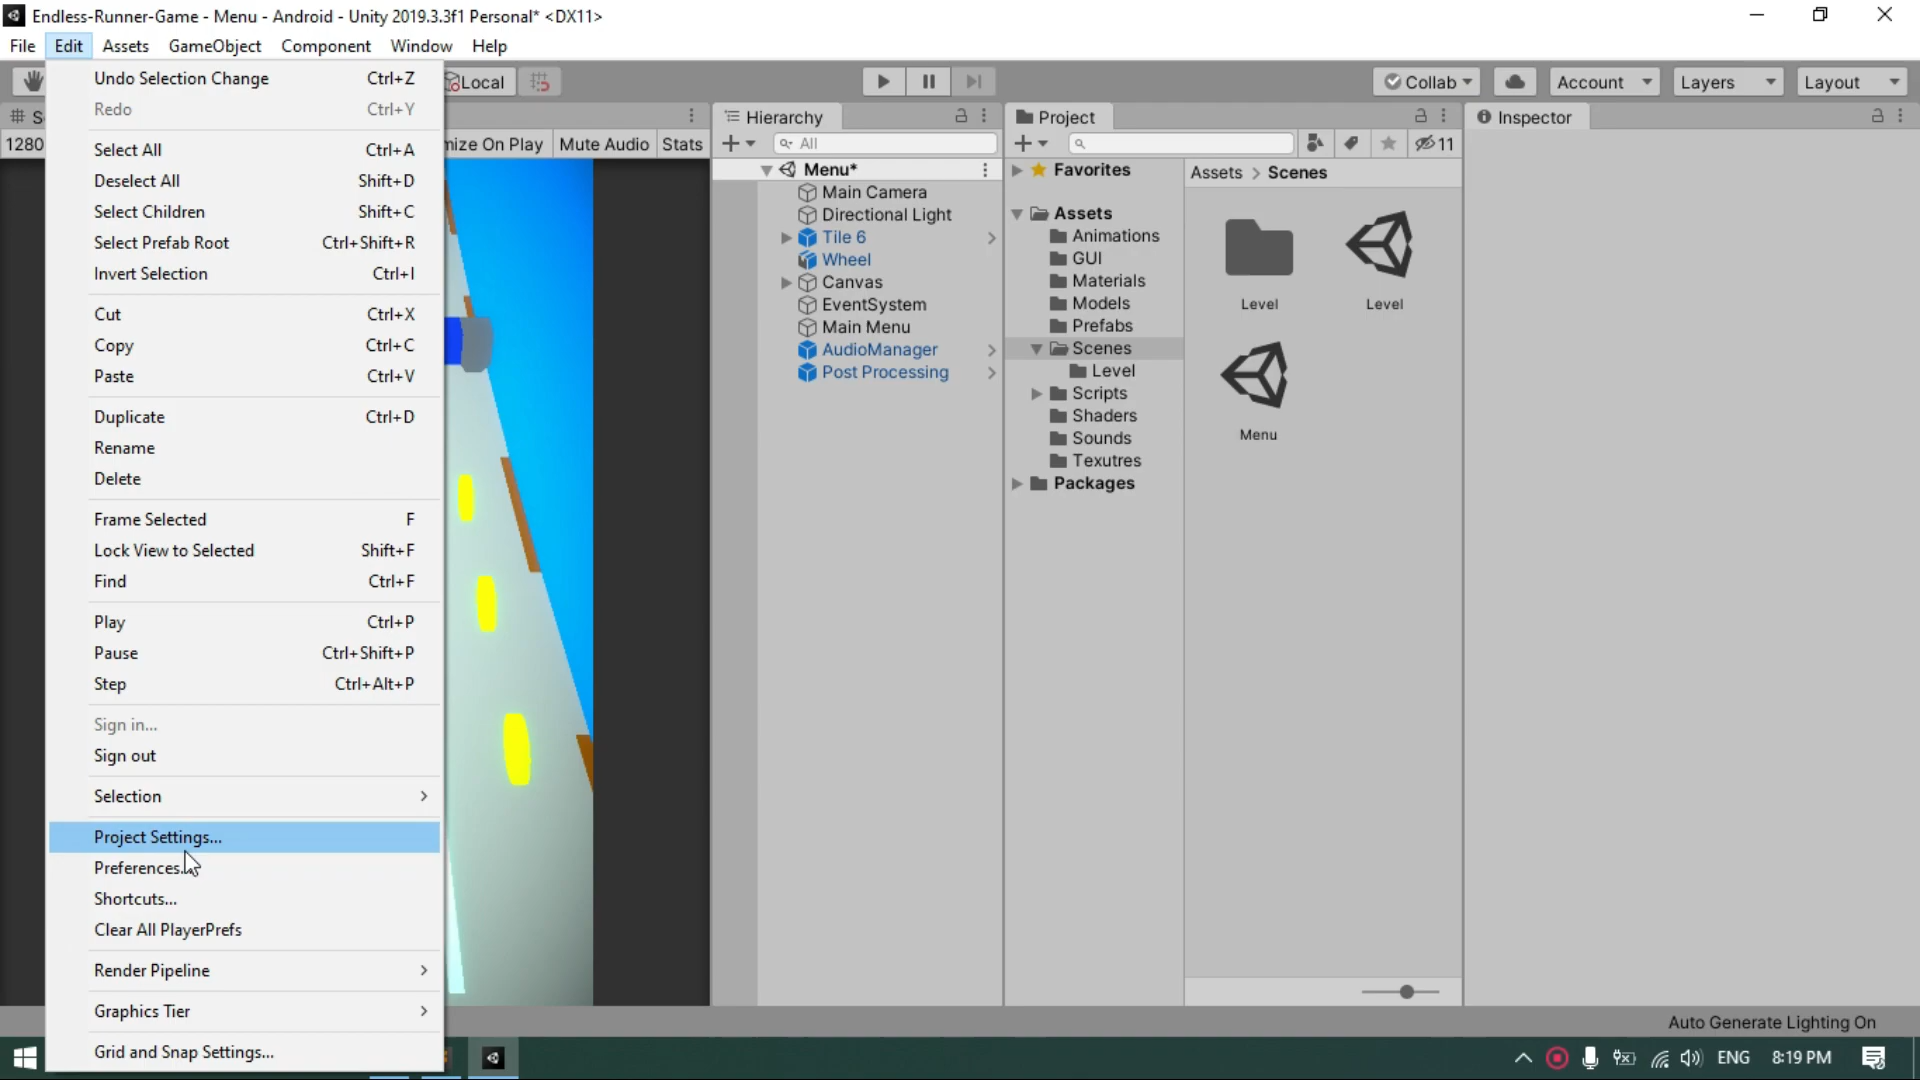 Endless-Runner-Game - Menu - Android - Unity 2019.3.3f1 Personal* <DX11>
File Edit Assets GameObject Component Window Help
Local
Collab Account Layers Layout
1280
mize On Play Mute Audio Stats
Undo Selection Change Ctrl+Z
Redo Ctrl+Y
Select All Ctrl+A
Deselect All Shift+D
Select Children Shift+C
Select Prefab Root Ctrl+Shift+R
Invert Selection Ctrl+I
Cut Ctrl+X
Copy Ctrl+C
Paste Ctrl+V
Duplicate Ctrl+D
Rename
Delete
Frame Selected F
Lock View to Selected Shift+F
Find Ctrl+F
Play Ctrl+P
Pause Ctrl+Shift+P
Step Ctrl+Alt+P
Sign in...
Sign out
Selection
Project Settings...
Preferences...
Shortcuts...
Clear All PlayerPrefs
Render Pipeline
Graphics Tier
Grid and Snap Settings...
Hierarchy
All
Menu*
Main Camera
Directional Light
Tile 6
Wheel
Canvas
EventSystem
Main Menu
AudioManager
Post Processing
Project
11
Favorites
Assets
Animations
GUI
Materials
Models
Prefabs
Scenes
Level
Scripts
Shaders
Sounds
Texutres
Packages
Assets > Scenes
Level
Level
Menu
Inspector
Auto Generate Lighting On
ENG 8:19 PM